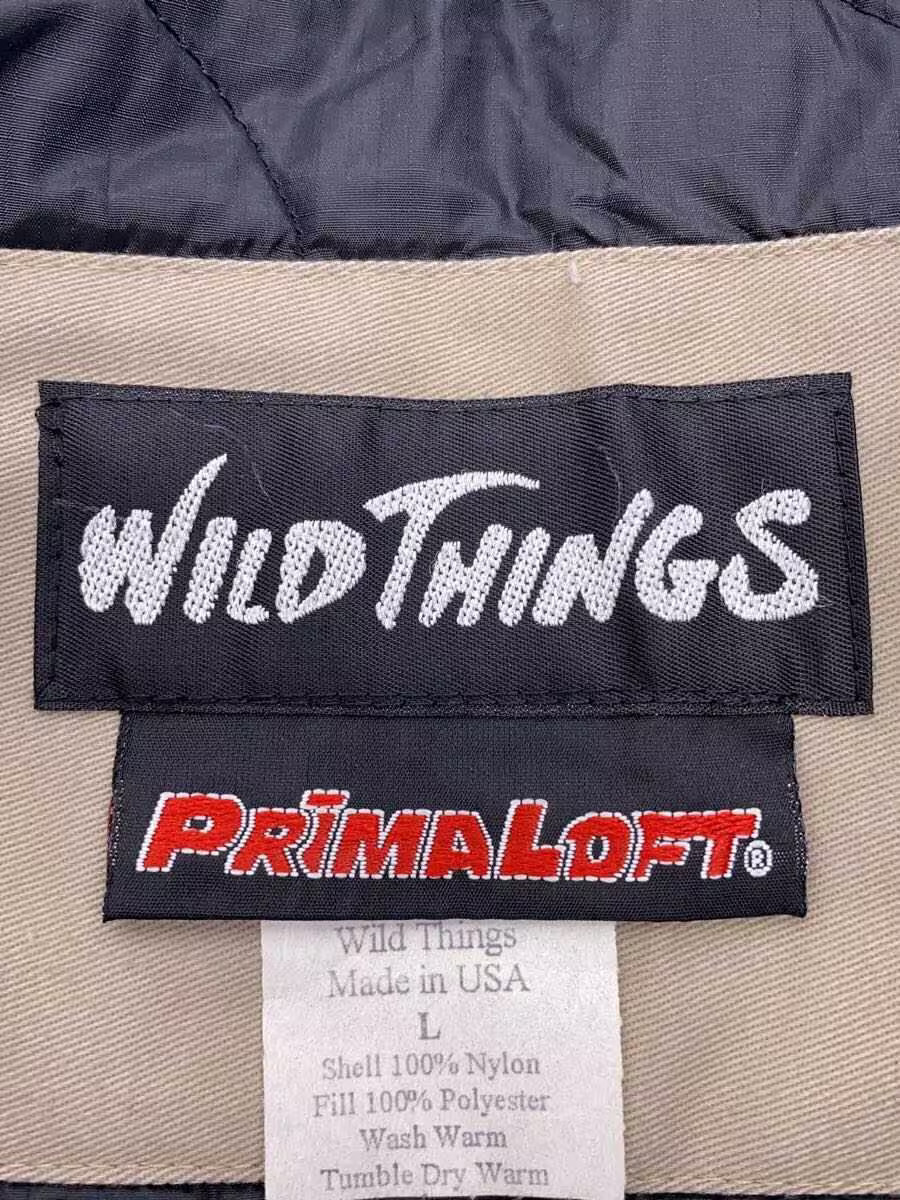 WILD THINGS
PRIMALOFT®
Wild Things
Made in USA
L
Shell 100% Nylon
Fill 100% Polyester
Wash Warm
Tumble Dry Warm